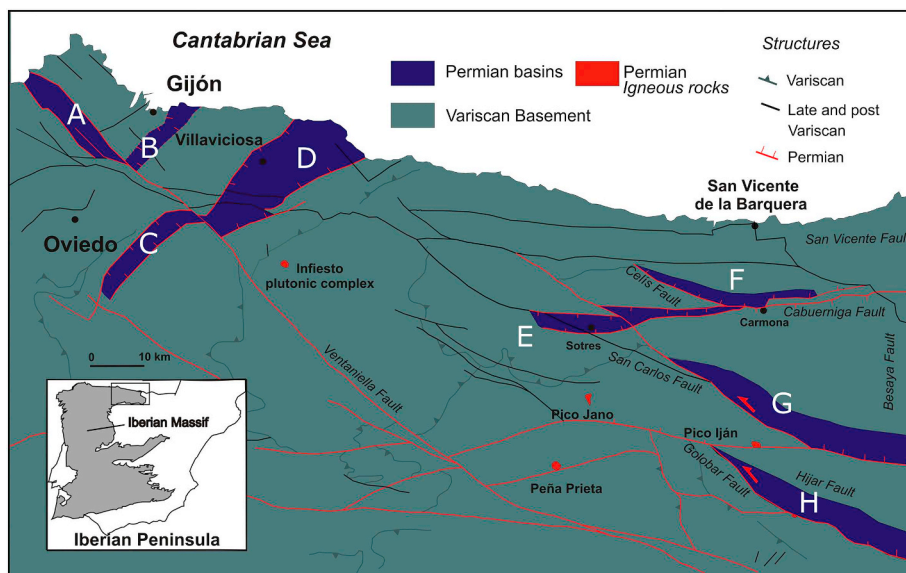 Cantabrian Sea
Gijón
Permian basins
Permian
Igneous rocks
Variscan Basement
Structures
Variscan
Late and post
Variscan
Permian
A
B
Villaviciosa
D
Oviedo
C
Infiesto
plutonic complex
San Vicente
de la Barquera
San Vicente Fault
F
Celis Fault
Cabuerniga Fault
Carmona
E
Sotres
San Carlos Fault
Besaya Fault
0 10 km
Ventaniella Fault
G
Pico Jano
Pico Iján
Iberian Massif
Golobar Fault
Hijar Fault
Peña Prieta
H
Iberian Peninsula